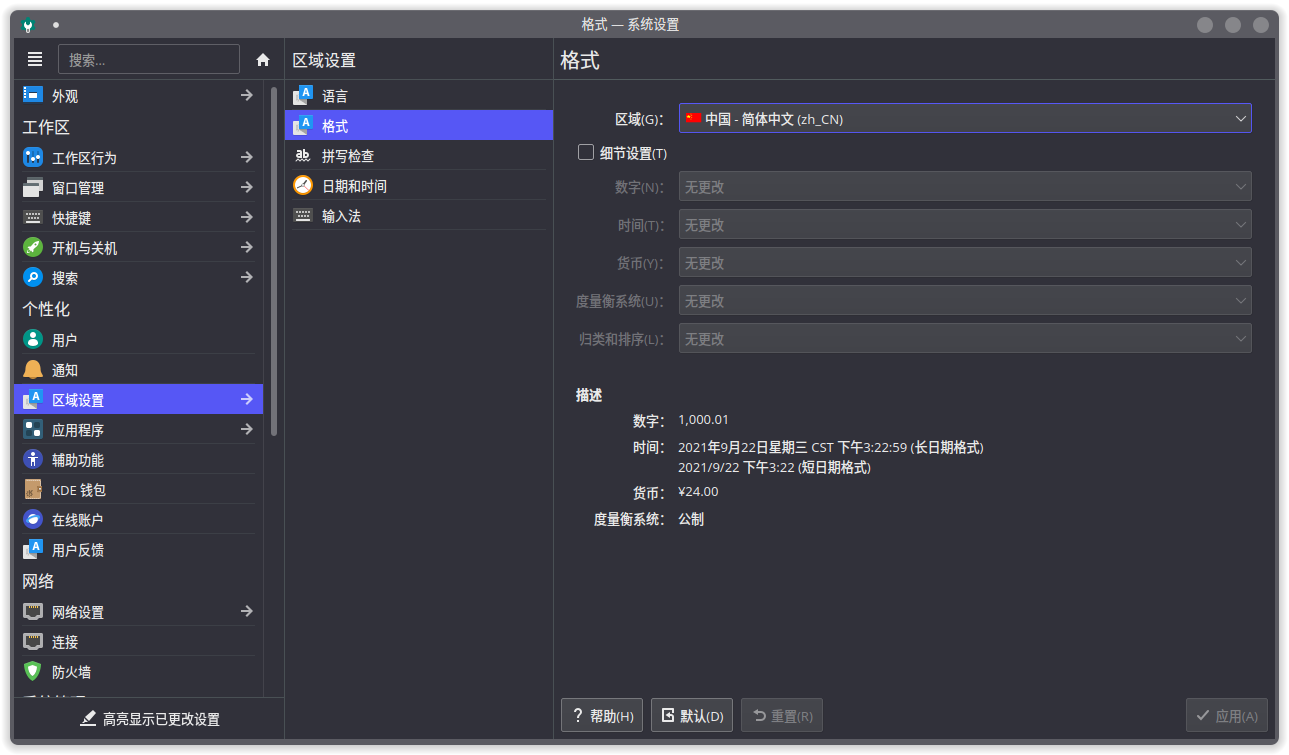 格式 — 系统设置
搜索...
外观
工作区
工作区行为
窗口管理
快捷键
开机与关机
搜索
个性化
用户
通知
区域设置
应用程序
辅助功能
KDE 钱包
在线账户
用户反馈
网络
网络设置
连接
防火墙
高亮显示已更改设置
区域设置
语言
格式
拼写检查
日期和时间
输入法
格式
区域(G)： 中国 - 简体中文 (zh_CN)
细节设置(T)
数字(N)： 无更改
时间(T)： 无更改
货币(Y)： 无更改
度量衡系统(U)： 无更改
归类和排序(L)： 无更改
描述
数字： 1,000.01
时间： 2021年9月22日星期三 CST 下午3:22:59 (长日期格式)
2021/9/22 下午3:22 (短日期格式)
货币： ¥24.00
度量衡系统： 公制
帮助(H) 默认(D) 重置(R) 应用(A)